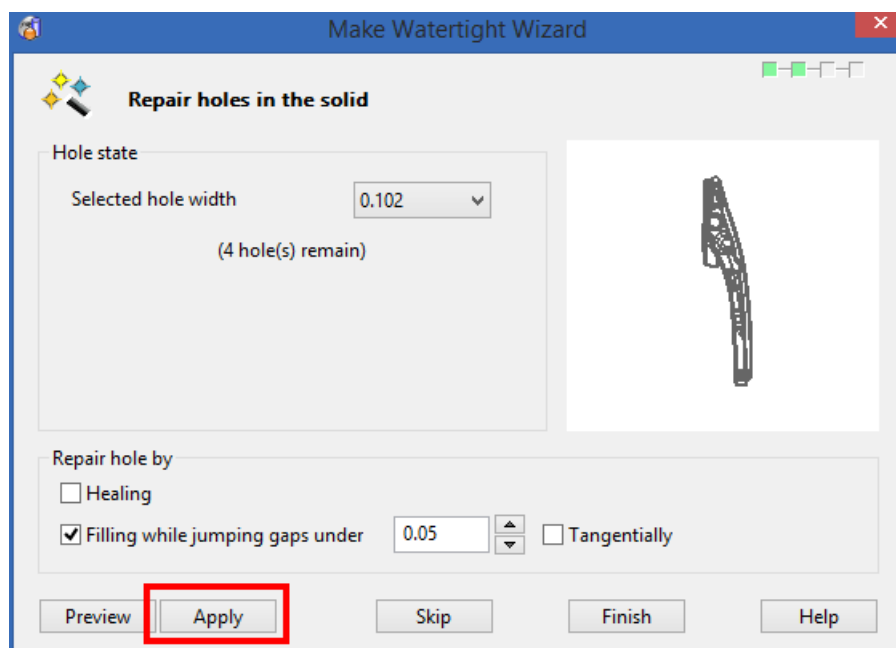 Make Watertight Wizard
Repair holes in the solid
Hole state
Selected hole width 0.102
(4 hole(s) remain)
Repair hole by
Healing
Filling while jumping gaps under 0.05 Tangentially
Preview Apply Skip Finish Help